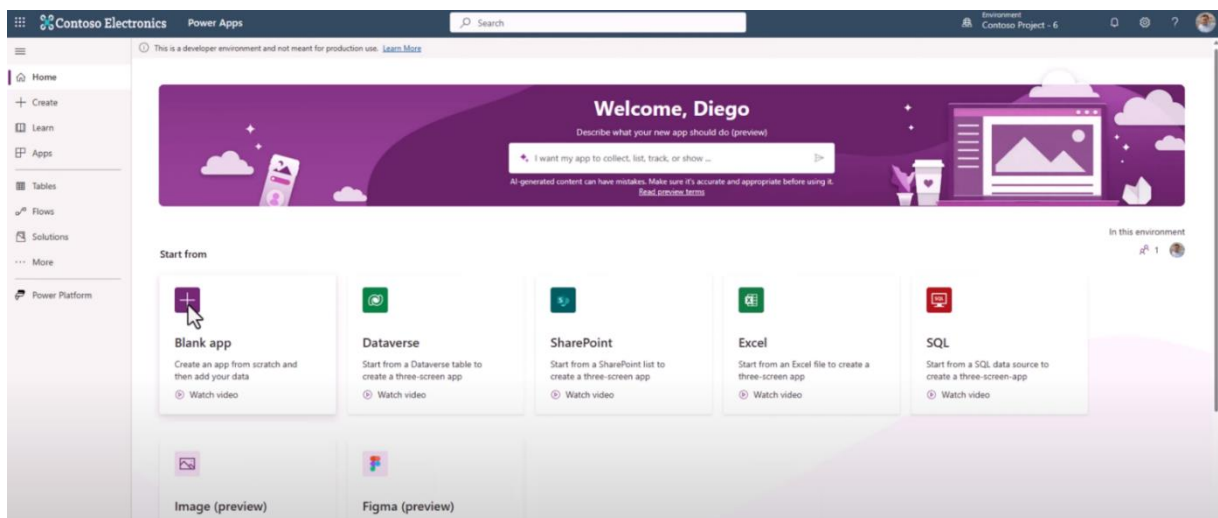 Contoso Electronics
Power Apps
Search
Environment
Contoso Project - 6
?
This is a developer environment and not meant for production use. Learn More
Home
Create
Learn
Apps
Tables
Flows
Solutions
More
Power Platform
Welcome, Diego
Describe what your new app should do (preview)
I want my app to collect, list, track, or show ...
AI-generated content can have mistakes. Make sure it's accurate and appropriate before using it.
Read preview terms
In this environment
1
Start from
Blank app
Create an app from scratch and
then add your data
Watch video
Dataverse
Start from a Dataverse table to
create a three-screen app
Watch video
SharePoint
Start from a SharePoint list to
create a three-screen app
Watch video
Excel
Start from an Excel file to create a
three-screen app
Watch video
SQL
SQL
Start from a SQL data source to
create a three-screen-app
Watch video
Image (preview)
Figma (preview)